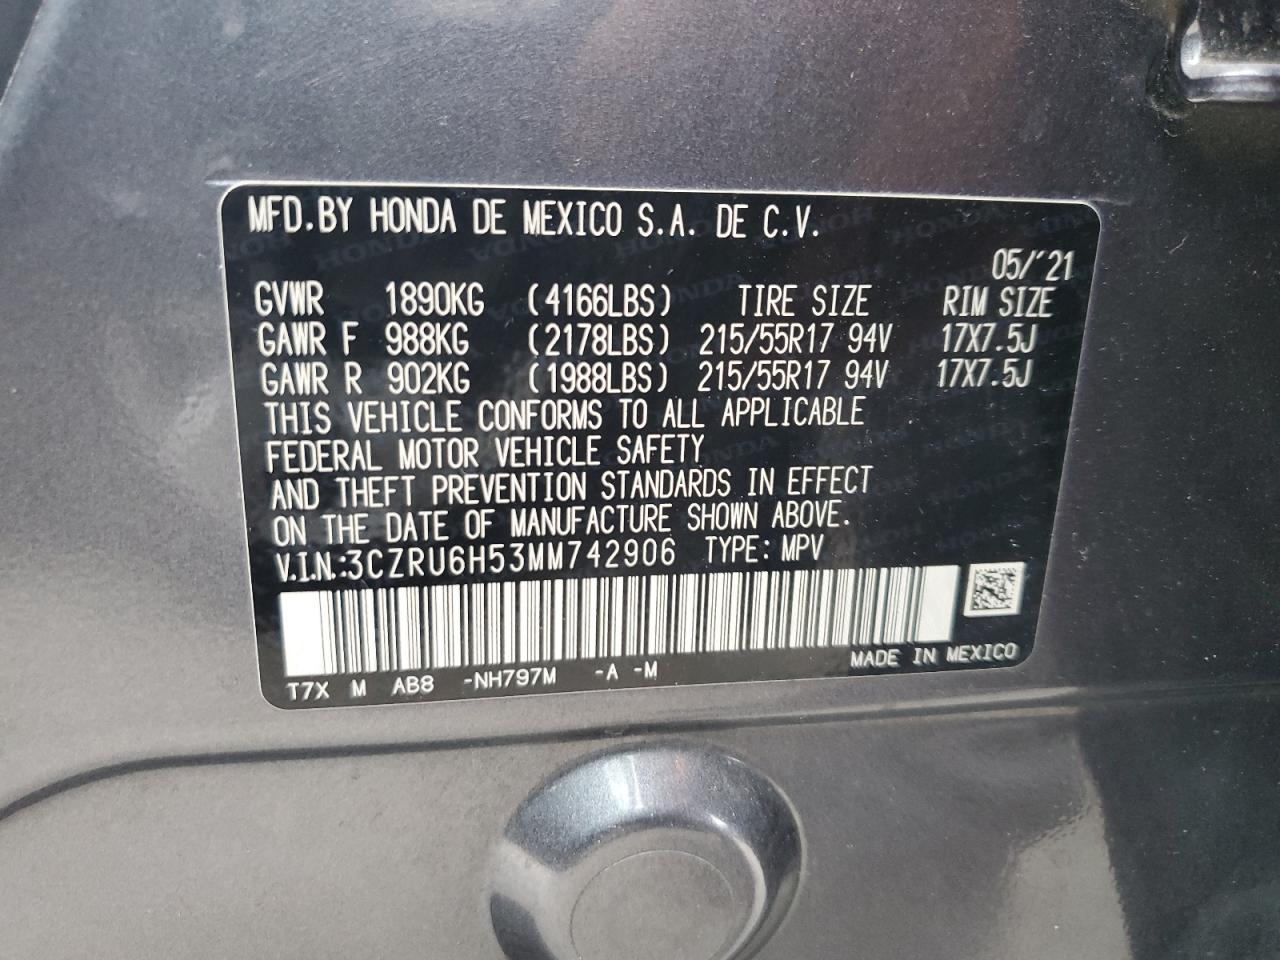 MFD.BY HONDA DE MEXICO S.A. DE C.V.
05/'21
GVWR 1890KG (4166LBS) TIRE SIZE RIM SIZE
GAWR F 988KG (2178LBS) 215/55R17 94V 17X7.5J
GAWR R 902KG (1988LBS) 215/55R17 94V 17X7.5J
THIS VEHICLE CONFORMS TO ALL APPLICABLE
FEDERAL MOTOR VEHICLE SAFETY
AND THEFT PREVENTION STANDARDS IN EFFECT
ON THE DATE OF MANUFACTURE SHOWN ABOVE.
V.I.N.:3CZRU6H53MM742906 TYPE: MPV
MADE IN MEXICO
T7X M AB8 -NH797M -A -M